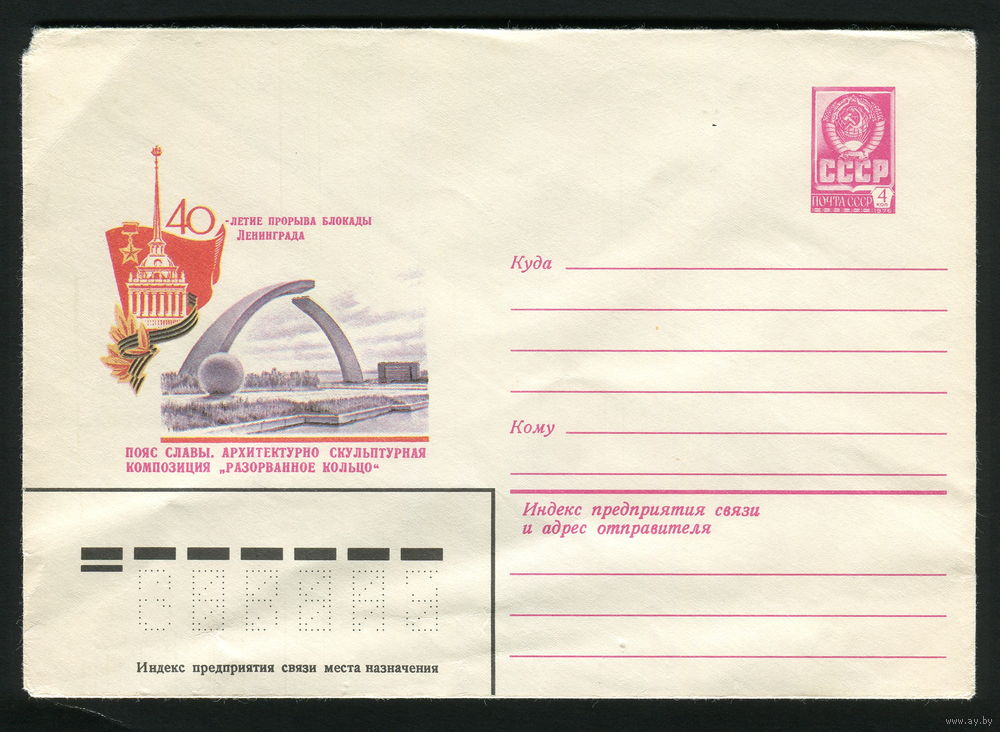 40 -ЛЕТИЕ ПРОРЫВА БЛОКАДЫ
ЛЕНИНГРАДА
ПОЯС СЛАВЫ. АРХИТЕКТУРНО СКУЛЬПТУРНАЯ
КОМПОЗИЦИЯ „РАЗОРВАННОЕ КОЛЬЦО“
СССР
ПОЧТА СССР 4
КОП
1976
Куда
Кому
Индекс предприятия связи
и адрес отправителя
Индекс предприятия связи места назначения
www.ay.by